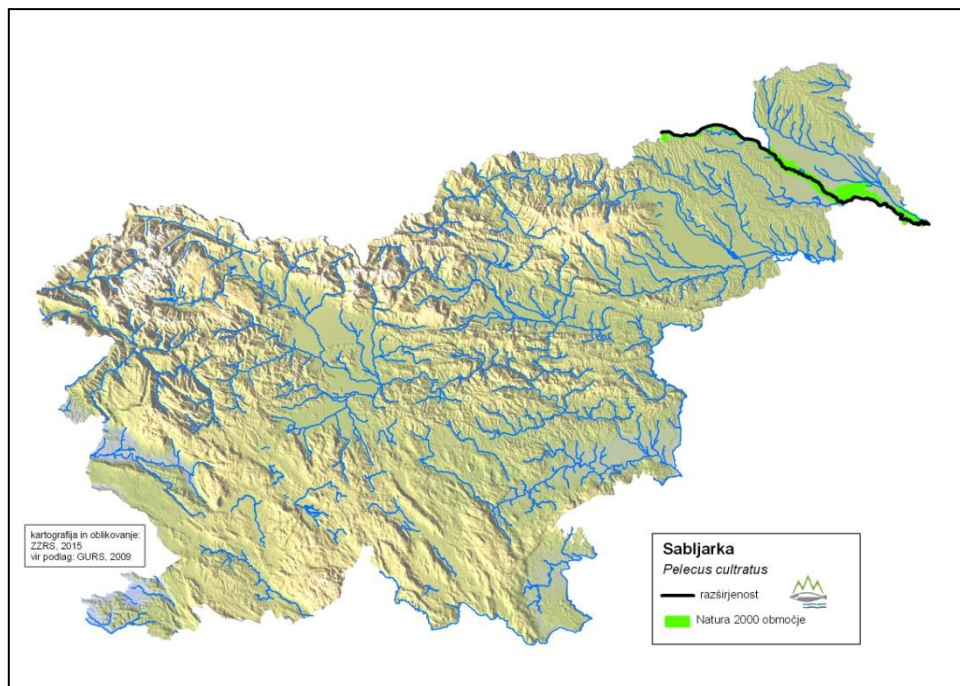 kartografija in oblikovanje:
ZZRS, 2015
vir podlag: GURS, 2009
Sabljarka
Pelecus cultratus
razširjenost
Natura 2000 območje